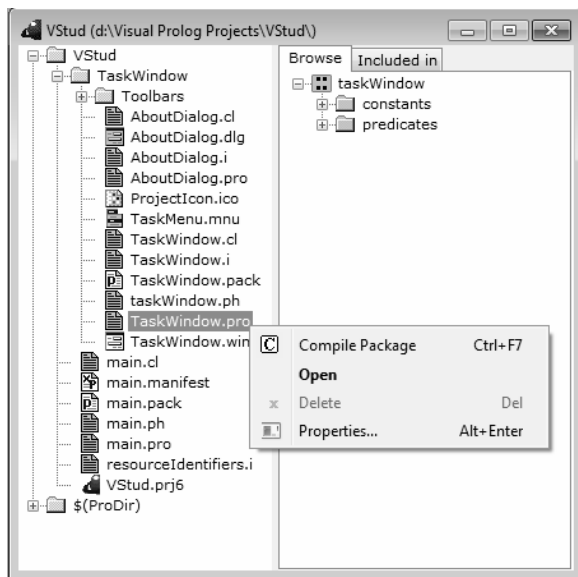 VStud (d:\Visual Prolog Projects\VStud\)
VStud
TaskWindow
Toolbars
AboutDialog.cl
AboutDialog.dlg
AboutDialog.i
AboutDialog.pro
ProjectIcon.ico
TaskMenu.mnu
TaskWindow.cl
TaskWindow.i
TaskWindow.pack
taskWindow.ph
TaskWindow.pro
TaskWindow.win
main.cl
main.manifest
main.pack
main.ph
main.pro
resourceIdentifiers.i
VStud.prj6
$(ProDir)
Browse Included in
taskWindow
constants
predicates
Compile Package Ctrl+F7
Open
Delete Del
Properties... Alt+Enter